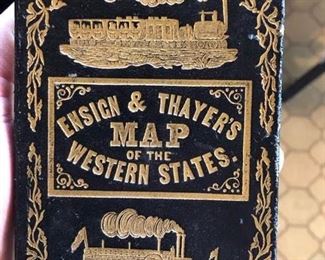 ENSIGN & THAYER'S
MAP
OF THE
WESTERN STATES.